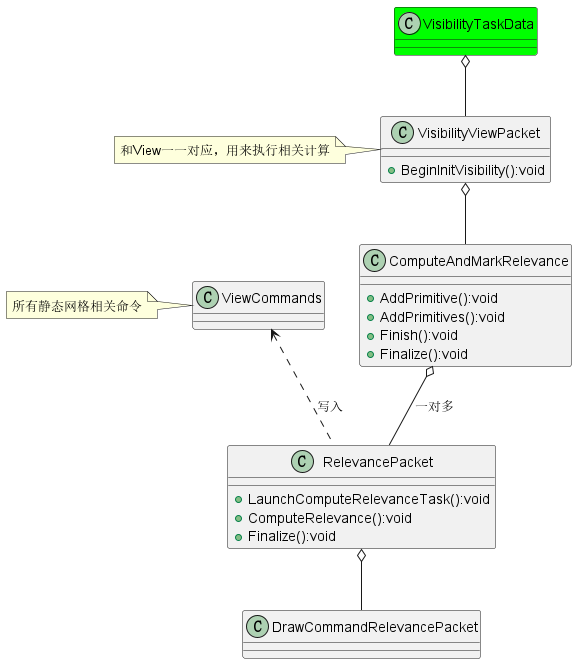 C VisibilityTaskData
C VisibilityViewPacket
BeginInitVisibility():void
和View一一对应，用来执行相关计算
C ComputeAndMarkRelevance
AddPrimitive():void
AddPrimitives():void
Finish():void
Finalize():void
C ViewCommands
所有静态网格相关命令
写入
一对多
C RelevancePacket
LaunchComputeRelevanceTask():void
ComputeRelevance():void
Finalize():void
C DrawCommandRelevancePacket